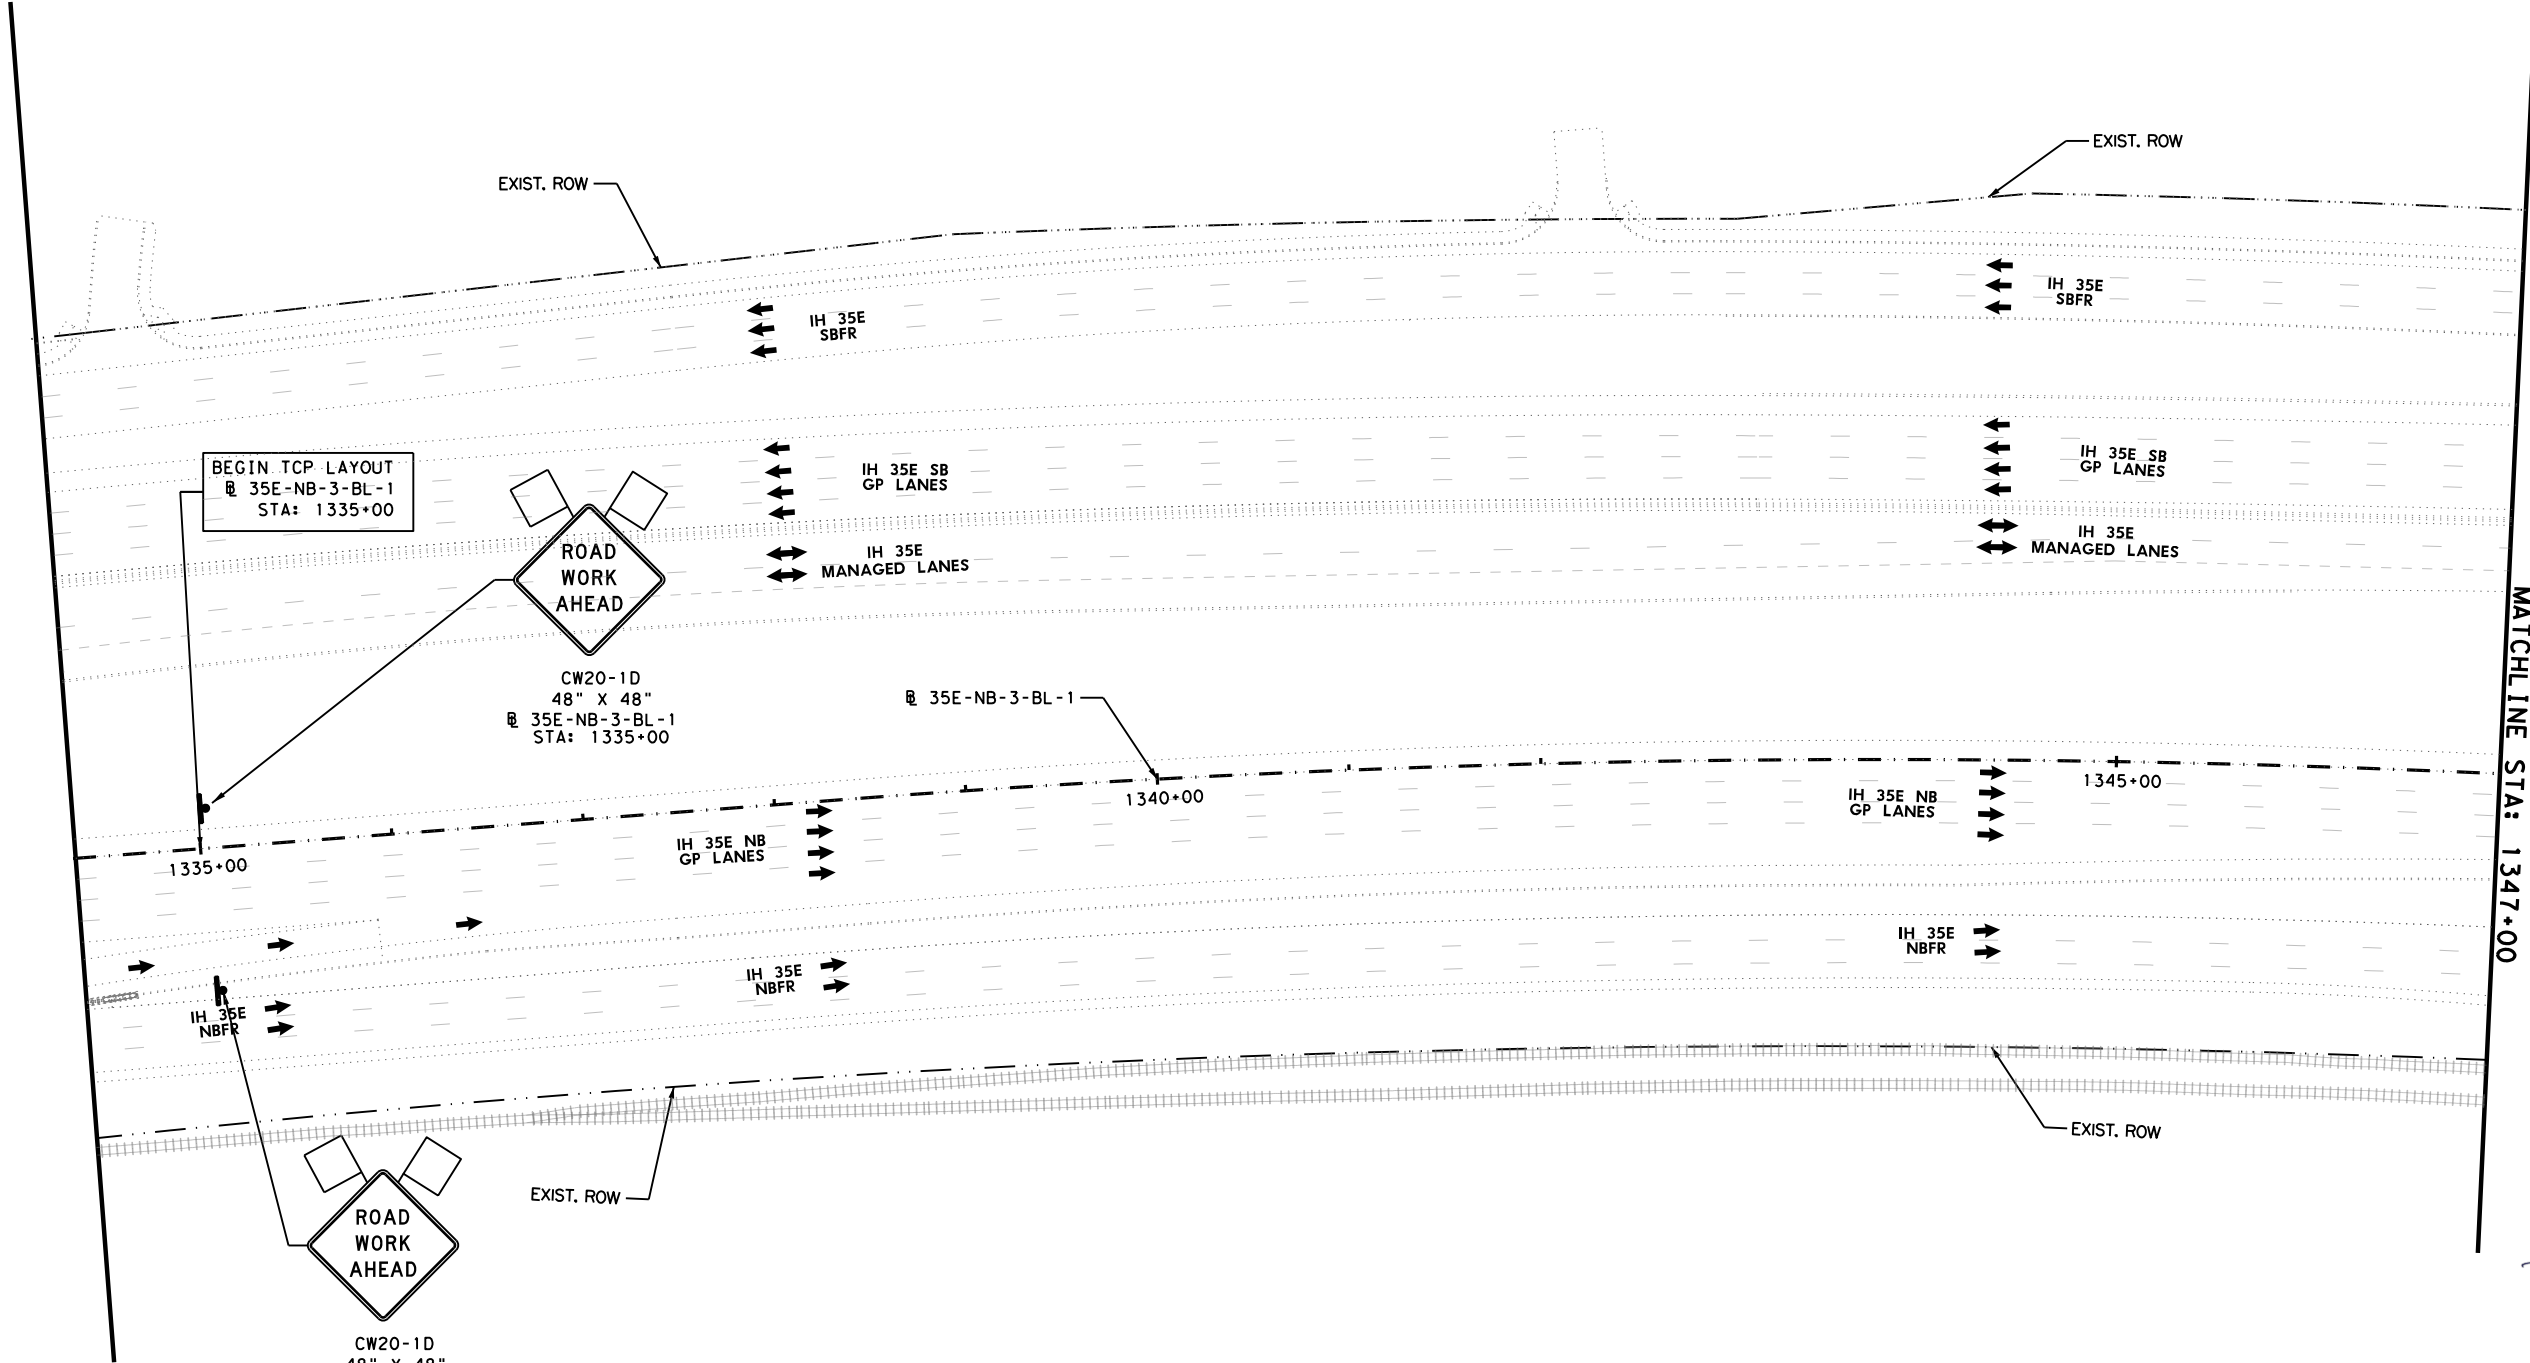 EXIST. ROW
EXIST. ROW
IH 35E
SBFR
IH 35E
SBFR
BEGIN TCP LAYOUT
℄ 35E-NB-3-BL-1
STA: 1335+00
IH 35E SB
GP LANES
IH 35E SB
GP LANES
ROAD
WORK
AHEAD
IH 35E
MANAGED LANES
IH 35E
MANAGED LANES
CW20-1D
48" X 48"
℄ 35E-NB-3-BL-1
STA: 1335+00
℄ 35E-NB-3-BL-1
MATCHLINE STA: 1347+00
1335+00
1340+00
1345+00
IH 35E NB
GP LANES
IH 35E NB
GP LANES
IH 35E
NBFR
IH 35E
NBFR
IH 35E
NBFR
EXIST. ROW
EXIST. ROW
ROAD
WORK
AHEAD
CW20-1D
48" X 48"